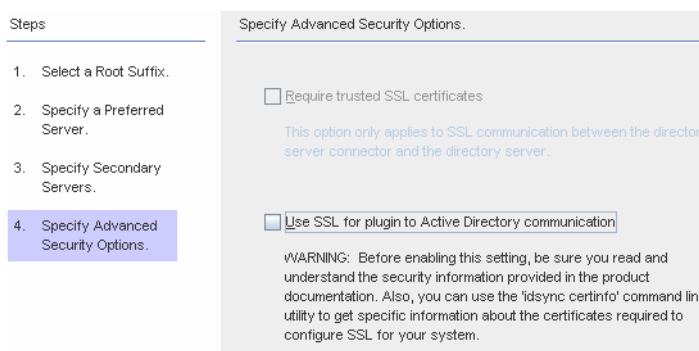 Steps
Specify Advanced Security Options.
1. Select a Root Suffix.
2. Specify a Preferred
Server.
3. Specify Secondary
Servers.
4. Specify Advanced
Security Options.
Require trusted SSL certificates
This option only applies to SSL communication between the director
server connector and the directory server.
Use SSL for plugin to Active Directory communication
WARNING: Before enabling this setting, be sure you read and
understand the security information provided in the product
documentation. Also, you can use the 'idsync certinfo' command lin
utility to get specific information about the certificates required to
configure SSL for your system.